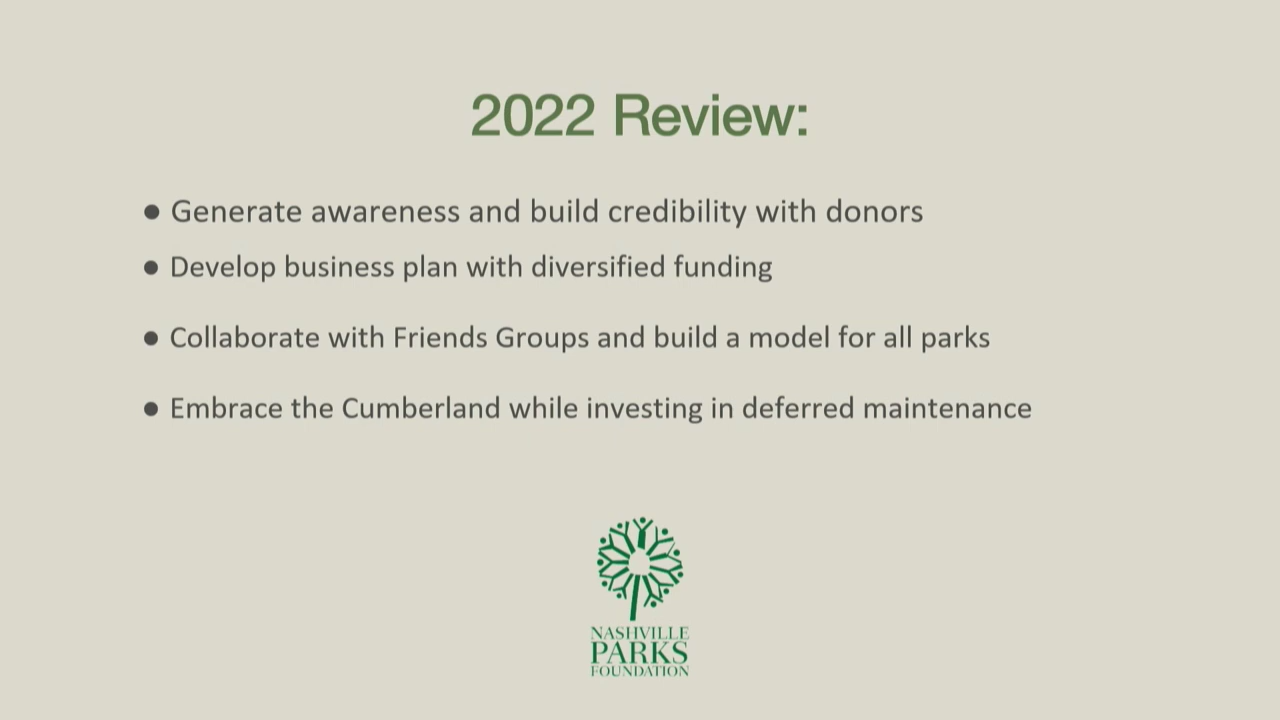 2022 Review:
● Generate awareness and build credibility with donors
● Develop business plan with diversified funding
● Collaborate with Friends Groups and build a model for all parks
● Embrace the Cumberland while investing in deferred maintenance
NASHVILLE
PARKS
FOUNDATION